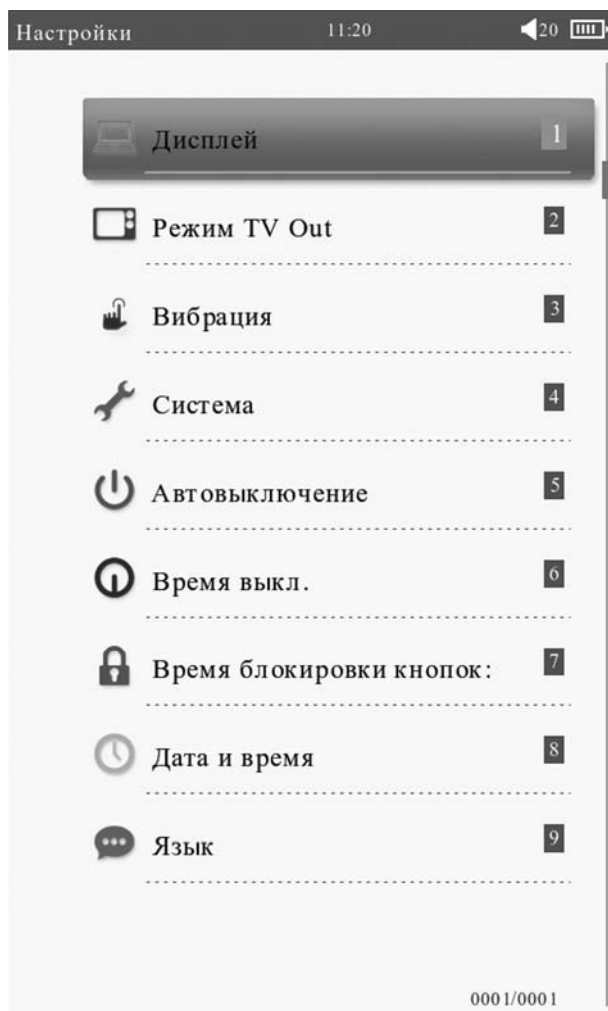 Настройки 11:20 20
Дисплей 1
Режим TV Out 2
Вибрация 3
Система 4
Автовыключение 5
Время выкл. 6
Время блокировки кнопок: 7
Дата и время 8
Язык 9
0001/0001